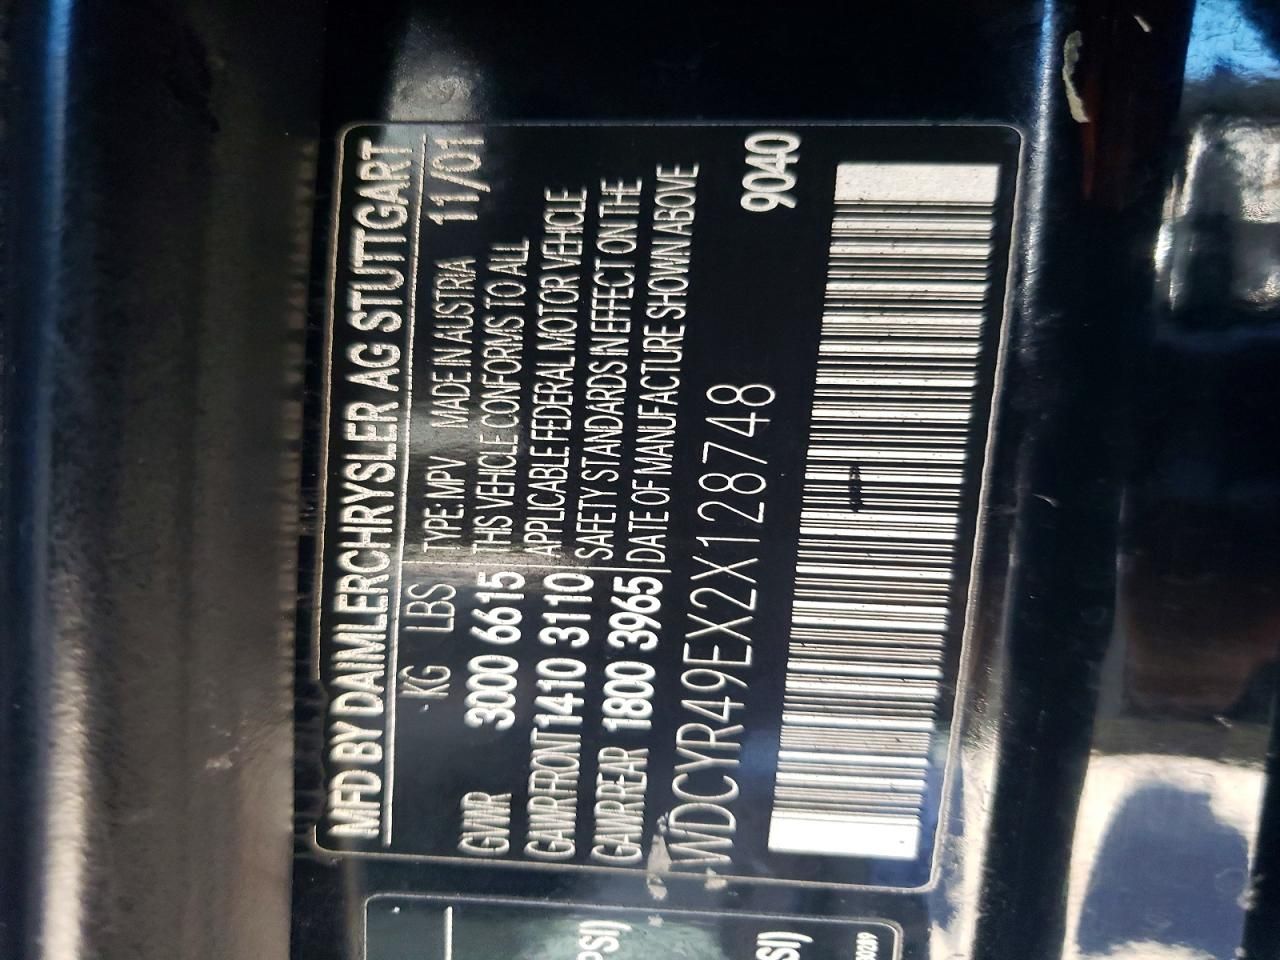 MFD BY DAIMLERCHRYSLER AG STUTTGART
KG LBS TYPE: MPV MADE IN AUSTRIA 11/01
GVWR 3000 6615 THIS VEHICLE CONFORMS TO ALL
GAWR FRONT 1410 3110 APPLICABLE FEDERAL MOTOR VEHICLE
GAWR REAR 1800 3965 SAFETY STANDARDS IN EFFECT ON THE
DATE OF MANUFACTURE SHOWN ABOVE
WDCYR49EX2X128748
9040
PSI)
SI)